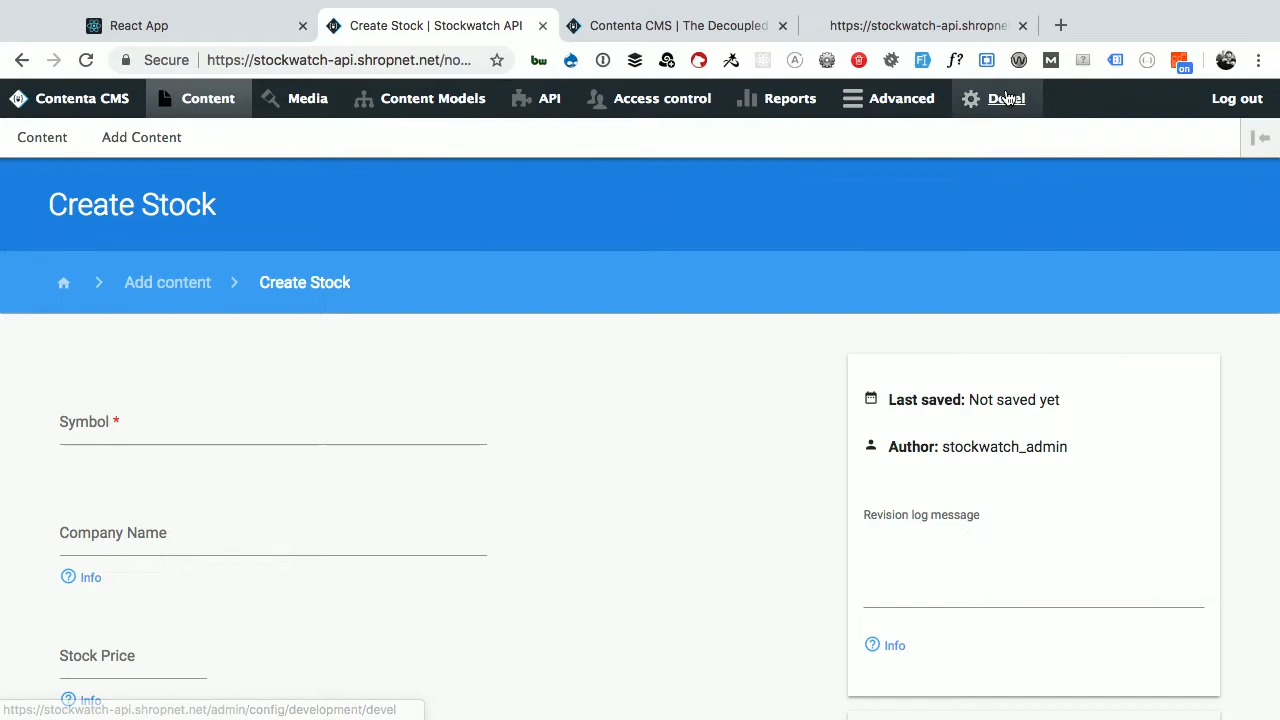 React App
Create Stock | Stockwatch API
Contenta CMS | The Decoupled
https://stockwatch-api.shropnet
Secure
https://stockwatch-api.shropnet.net/no...
bw
f?
on
Contenta CMS
Content
Media
Content Models
API
Access control
Reports
Advanced
Devel
Log out
Content
Add Content
Create Stock
Add content
Create Stock
Symbol *
Company Name
Info
Stock Price
Info
Last saved: Not saved yet
Author: stockwatch_admin
Revision log message
Info
https://stockwatch-api.shropnet.net/admin/config/development/devel